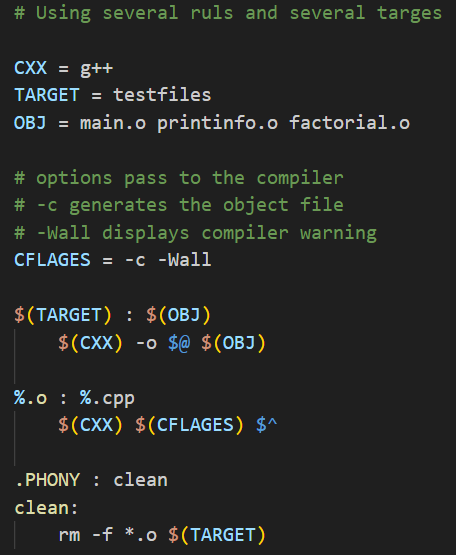 # Using several ruls and several targes
CXX = g++
TARGET = testfiles
OBJ = main.o printinfo.o factorial.o
# options pass to the compiler
# -c generates the object file
# -Wall displays compiler warning
CFLAGES = -c -Wall
$(TARGET) : $(OBJ)
$(CXX) -o $@ $(OBJ)
%.o : %.cpp
$(CXX) $(CFLAGES) $^
.PHONY : clean
clean:
rm -f *.o $(TARGET)